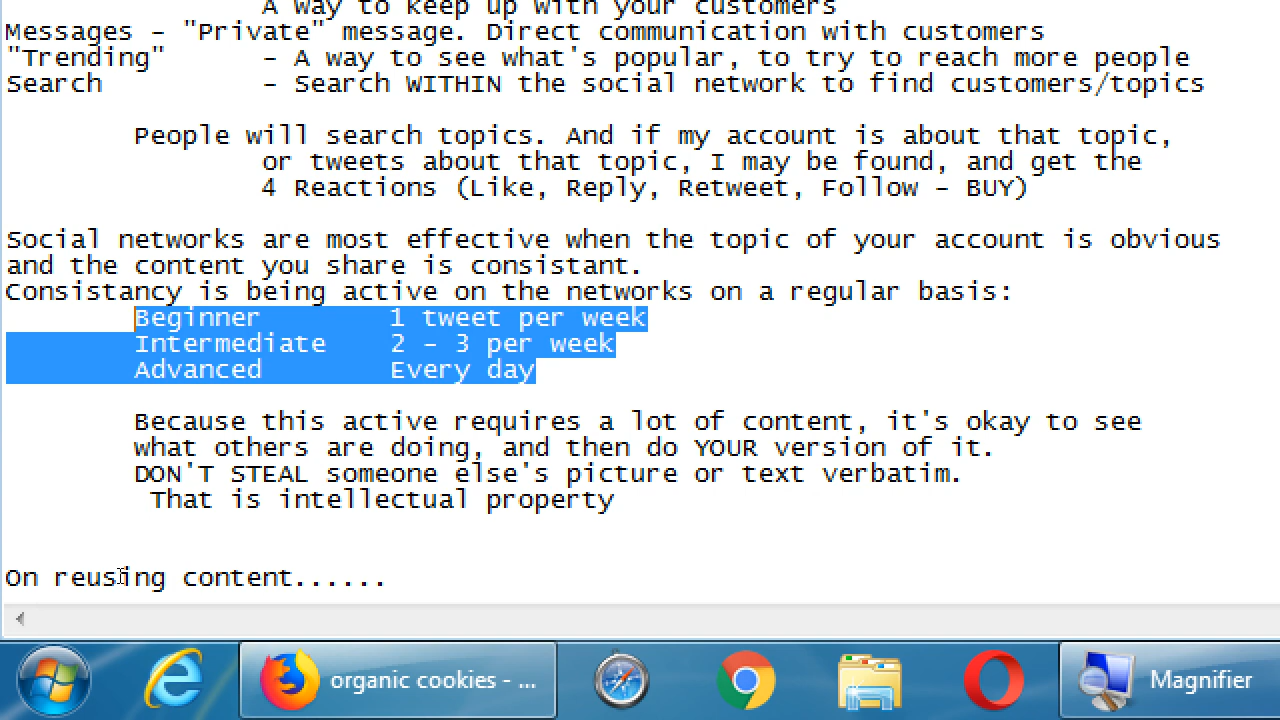 A way to keep up with your customers
Messages - "Private" message. Direct communication with customers
"Trending" - A way to see what's popular, to try to reach more people
Search - Search WITHIN the social network to find customers/topics
People will search topics. And if my account is about that topic,
or tweets about that topic, I may be found, and get the
4 Reactions (Like, Reply, Retweet, Follow - BUY)
Social networks are most effective when the topic of your account is obvious
and the content you share is consistant.
Consistancy is being active on the networks on a regular basis:
Beginner 1 tweet per week
Intermediate 2 - 3 per week
Advanced Every day
Because this active requires a lot of content, it's okay to see
what others are doing, and then do YOUR version of it.
DON'T STEAL someone else's picture or text verbatim.
That is intellectual property
On reusing content......
organic cookies - ...
Magnifier